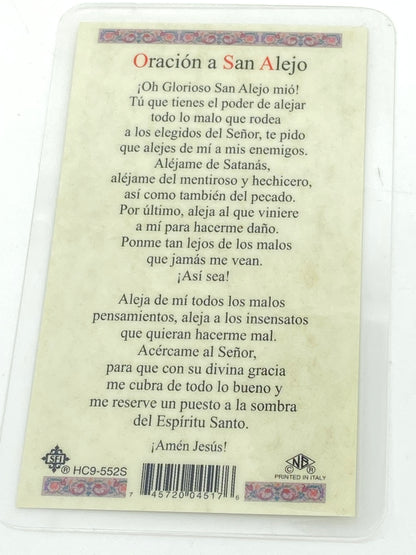 Oración a San Alejo
¡Oh Glorioso San Alejo mió!
Tú que tienes el poder de alejar
todo lo malo que rodea
a los elegidos del Señor, te pido
que alejes de mí a mis enemigos.
Aléjame de Satanás,
aléjame del mentiroso y hechicero,
así como también del pecado.
Por último, aleja al que viniere
a mí para hacerme daño.
Ponme tan lejos de los malos
que jamás me vean.
¡Así sea!
Aleja de mí todos los malos
pensamientos, aleja a los insensatos
que quieran hacerme mal.
Acércame al Señor,
para que con su divina gracia
me cubra de todo lo bueno y
me reserve un puesto a la sombra
del Espíritu Santo.
¡Amén Jesús!
SFI
® HC9-552S
7 45720 04517 6
C NB R
PRINTED IN ITALY